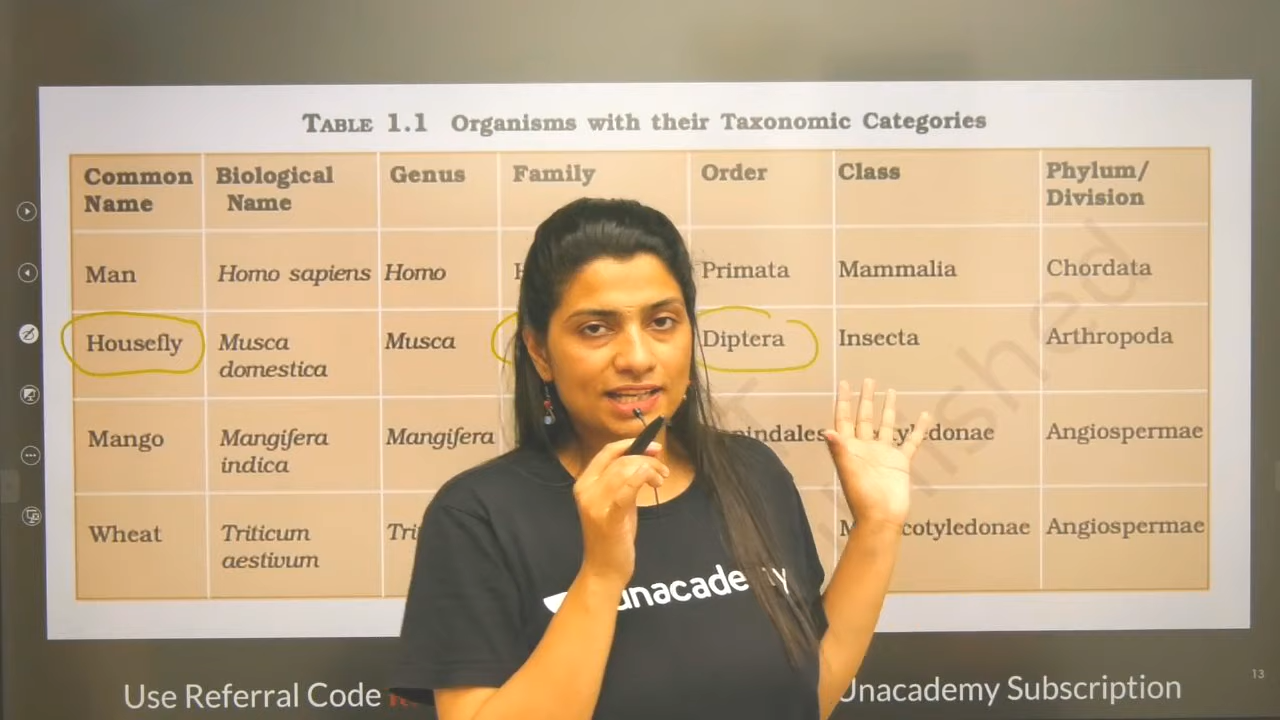 TABLE 1.1 Organisms with their Taxonomic Categories
Common Name Biological Name Genus Family Order Class Phylum/ Division
Man Homo sapiens Homo Primata Mammalia Chordata
Housefly Musca domestica Musca Diptera Insecta Arthropoda
Mango Mangifera indica Mangifera Angiospermae
Wheat Triticum aestivum Angiospermae
unacademy
Use Referral Code Unacademy Subscription
13